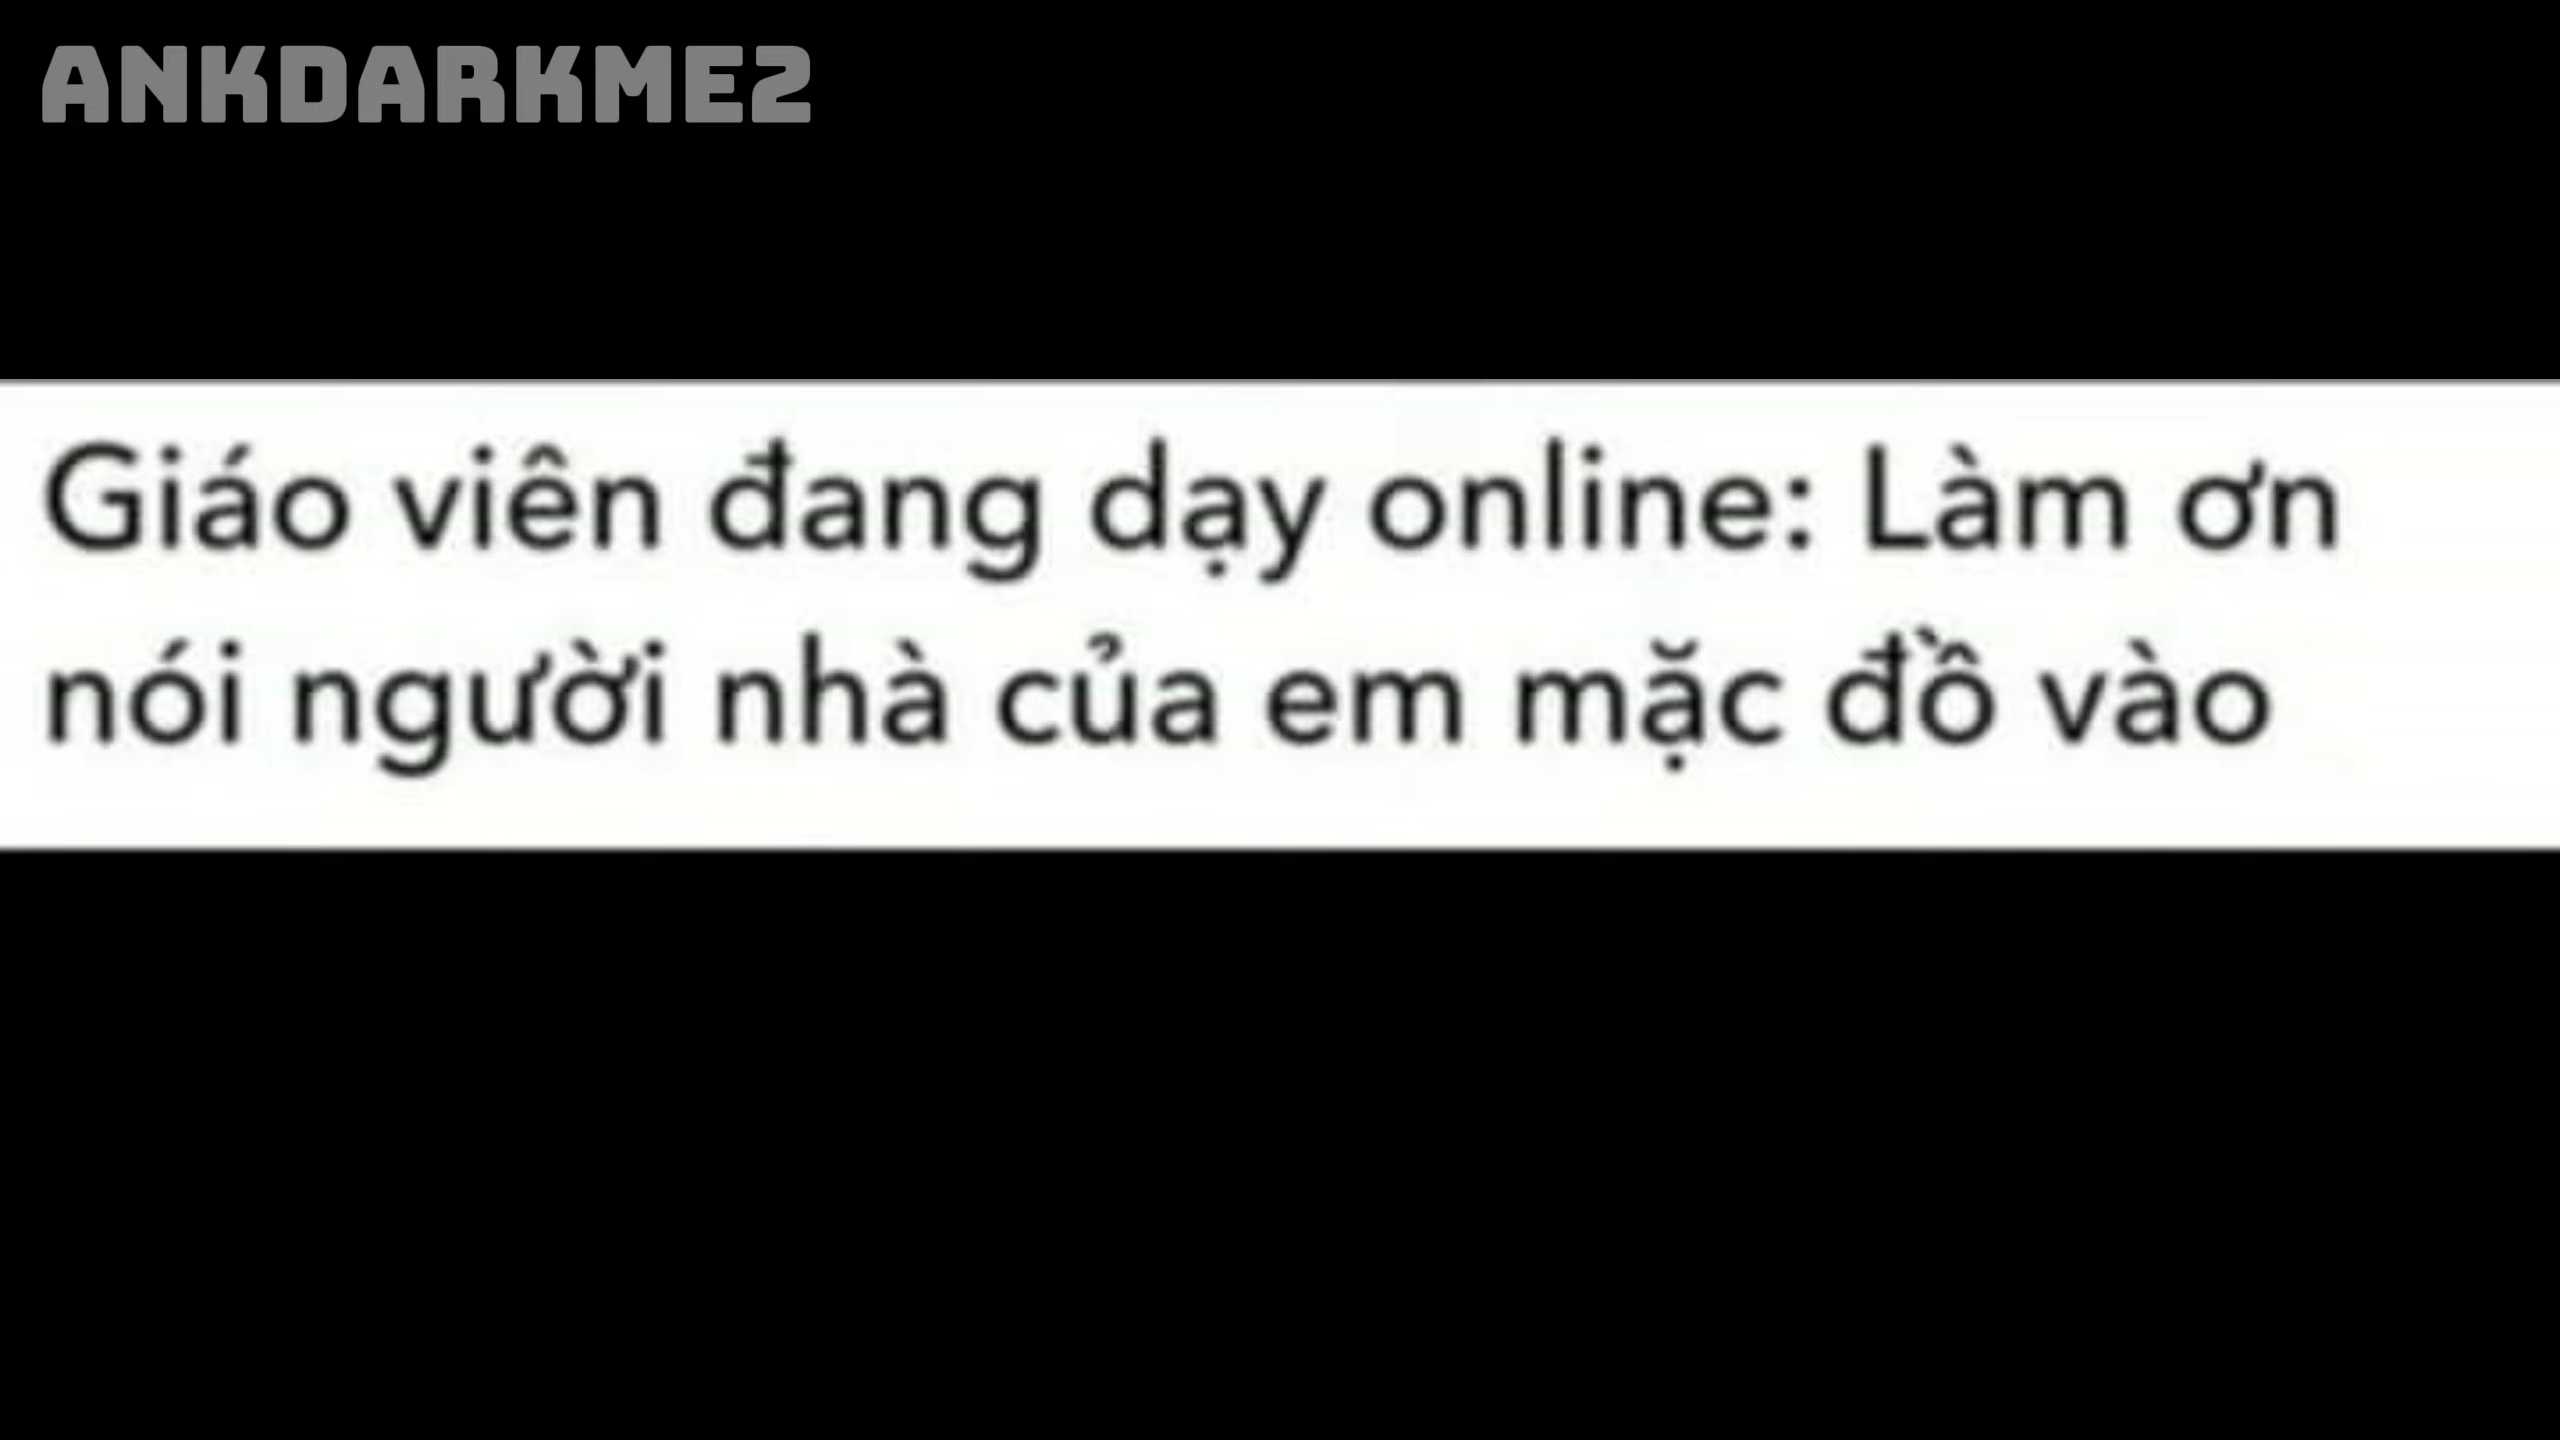 ANKDARKME2
Giáo viên đang dạy online: Làm ơn
nói người nhà của em mặc đồ vào